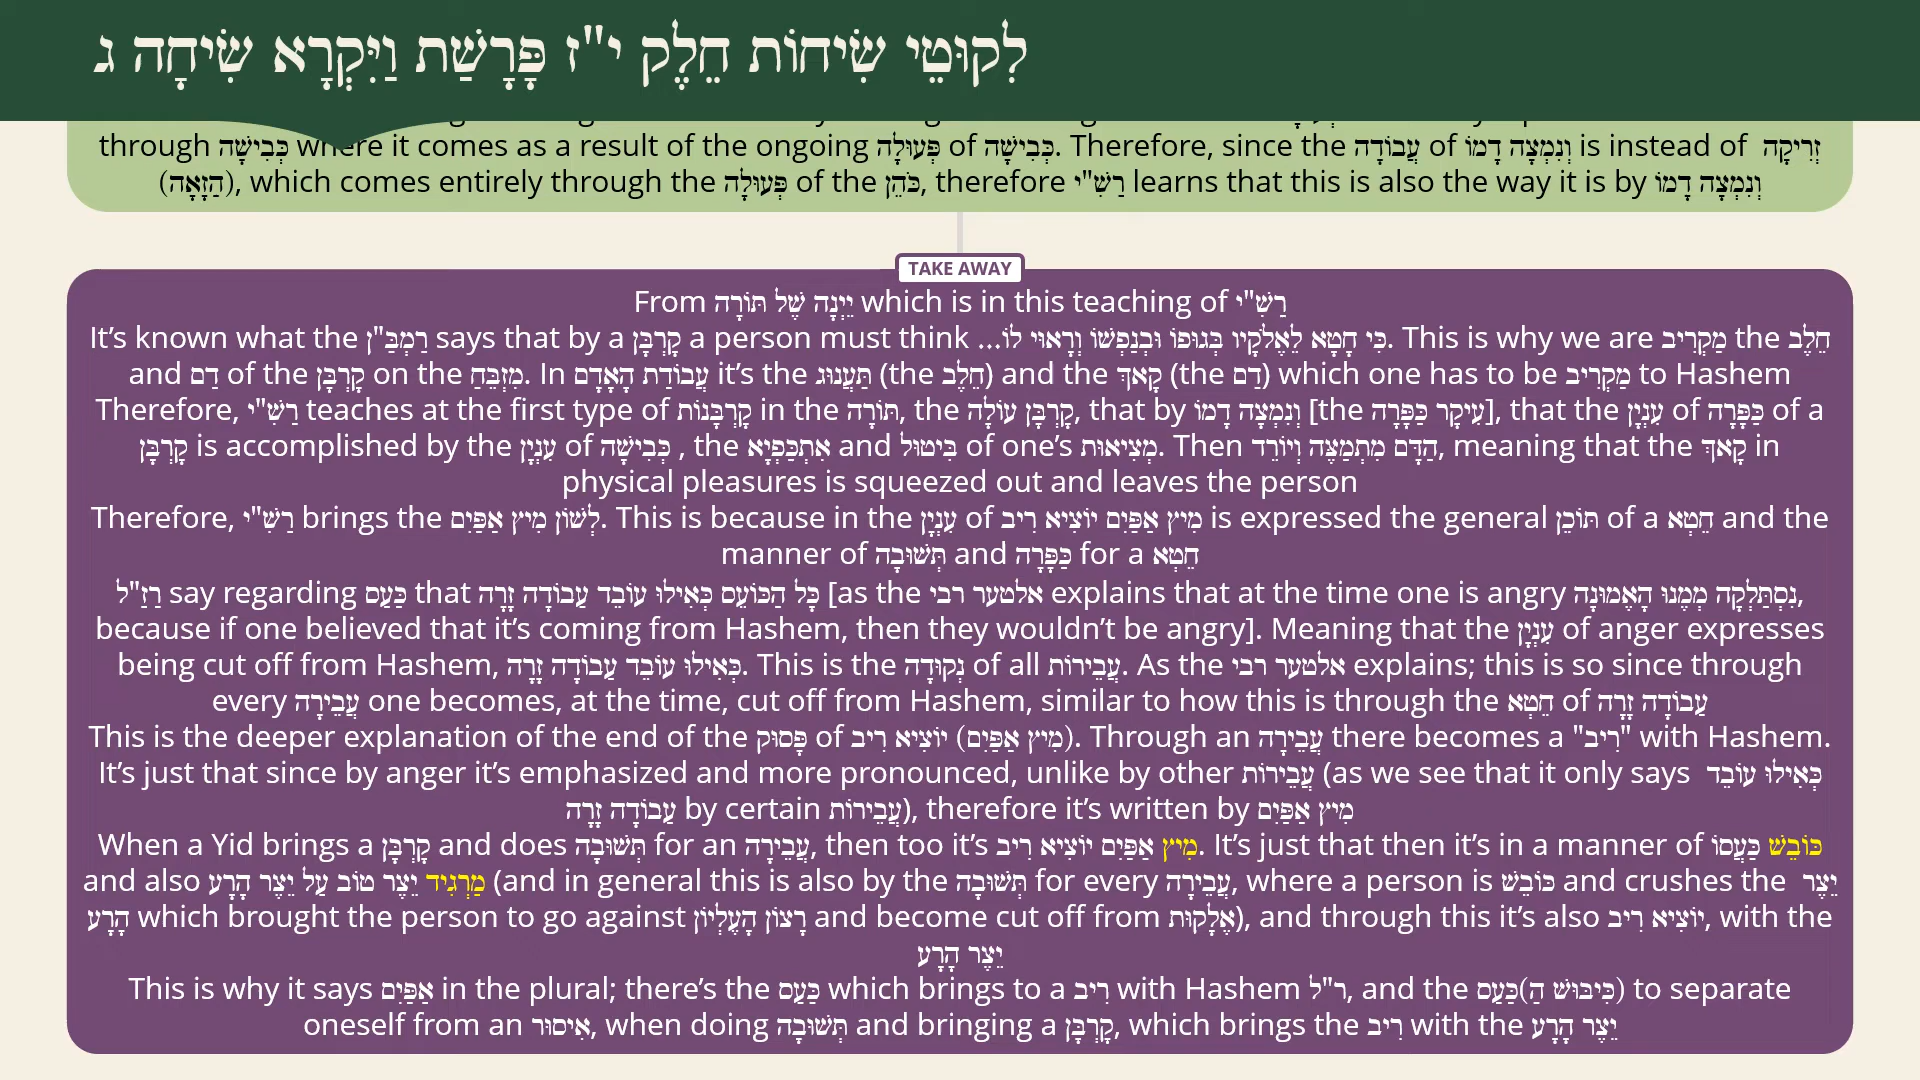 לִקוּטֵי שִׂיחוֹת חֵלֶק י"ז פָּרָשַׁת וַיִּקְרָא שִׂיחָה ג
through כְּבִישָׁה where it comes as a result of the ongoing פְּעוּלָה of כְּבִישָׁה. Therefore, since the עֲבוֹדָה of וְנִמְצָה דָמוֹ is instead of זְרִיקָה
(הַזָאָה), which comes entirely through the פְּעוּלָה of the כֹּהֵן, therefore רַשִׁ"י learns that this is also the way it is by וְנִמְצָה דָמוֹ
TAKE AWAY
From יֵינָה שֶׁל תּוֹרָה which is in this teaching of רַשִׁ"י
It’s known what the רַמְבַּ"ן says that by a קָרְבָּן a person must think כִּי חָטָא לֵאֱלֹקָיו בְּגוּפוֹ וּבְנַפְשׁוֹ וְרָאוּי לוֹ.... This is why we are מַקְרִיב the חֵלֶב
and דַם of the קָרְבָּן on the מִזְבֵּחַ. In עֲבוֹדַת הָאָדָם it’s the תַּעֲנוּג (the חֵלֶב) and the קָאךְ (the דַם) which one has to be מַקְרִיב to Hashem
Therefore, רַשִׁ"י teaches at the first type of קָרְבָּנוֹת in the תּוֹרָה, the קָרְבָּן עוֹלָה, that by וְנִמְצָה דָמוֹ [the עִיקָר כַּפָּרָה], that the עִנְיָן of כַּפָּרָה of a
קָרְבָּן is accomplished by the עִנְיָן of כְּבִישָׁה , the אִתְכַּפְיָא and בִּיטוּל of one’s מְצִיאוּת. Then הַדָּם מִתְמַצֶּה וְיוֹרֵד, meaning that the קָאךְ in
physical pleasures is squeezed out and leaves the person
Therefore, רַשִׁ"י brings the לְשׁוֹן מִיץ אַפַּיִם. This is because in the עִנְיָן of מִיץ אַפַּיִם יוֹצִיא רִיב is expressed the general תּוֹכֶן of a חֵטְא and the
manner of תְּשׁוּבָה and כַּפָּרָה for a חֵטְא
רַזַ"ל say regarding כַּעַס that כָּל הַכּוֹעֵס כְּאִילוּ עוֹבֵד עֲבוֹדָה זָרָה [as the אלטער רבי explains that at the time one is angry נִסְתַּלְקָה מִמֶנוּ הָאֱמוּנָה,
because if one believed that it’s coming from Hashem, then they wouldn’t be angry]. Meaning that the עִנְיָן of anger expresses
being cut off from Hashem, כְּאִילוּ עוֹבֵד עֲבוֹדָה זָרָה. This is the נְקוּדָה of all עֲבֵירוֹת. As the אלטער רבי explains; this is so since through
every עֲבֵירָה one becomes, at the time, cut off from Hashem, similar to how this is through the חֵטְא of עֲבוֹדָה זָרָה
This is the deeper explanation of the end of the פָּסוּק of יוֹצִיא רִיב (מִיץ אַפַּיִם). Through an עֲבֵירָה there becomes a "רִיב" with Hashem.
It’s just that since by anger it’s emphasized and more pronounced, unlike by other עֲבֵירוֹת (as we see that it only says כְּאִילוּ עוֹבֵד
עֲבוֹדָה זָרָה by certain עֲבֵירוֹת), therefore it’s written by מִיץ אַפַּיִם
When a Yid brings a קָרְבָּן and does תְּשׁוּבָה for an עֲבֵירָה, then too it’s מִיץ אַפַּיִם יוֹצִיא רִיב. It’s just that then it’s in a manner of כּוֹבֵשׁ כַּעֲסוֹ
and also מַרְגִיד יֵצֶר טוֹב עַל יֵצֶר הָרָע (and in general this is also by the תְּשׁוּבָה for every עֲבֵירָה, where a person is כּוֹבֵשׁ and crushes the יֵצֶר
הָרָע which brought the person to go against רָצוֹן הָעֶלְיוֹן and become cut off from אֱלָקוּת), and through this it’s also יוֹצִיא רִיב, with the
יֵצֶר הָרָע
This is why it says אַפַּיִם in the plural; there’s the כַּעַס which brings to a רִיב with Hashem ר"ל, and the כַּעַס(כִּיבּוּשׁ הַ) to separate
oneself from an אִיסוּר, when doing תְּשׁוּבָה and bringing a קָרְבָּן, which brings the רִיב with the יֵצֶר הָרָע